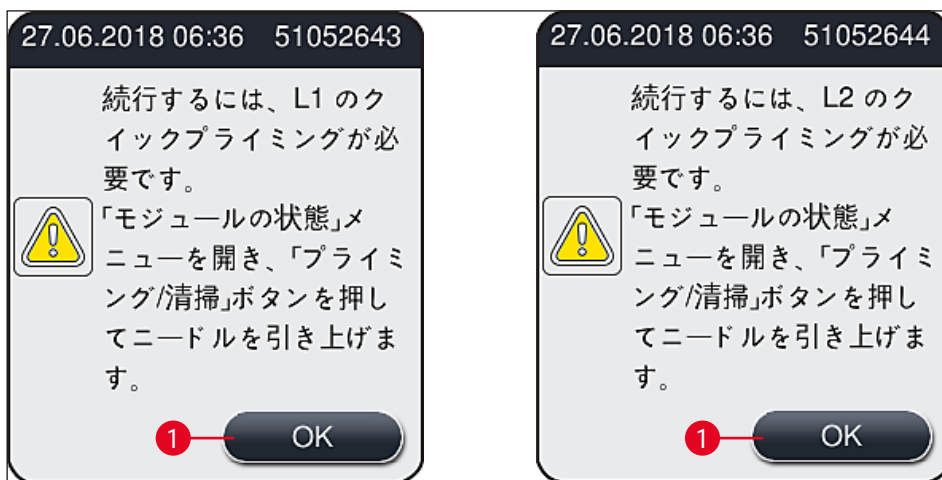 27.06.2018 06:36 51052643
続行するには、L1 のク
イックプライミングが必
要です。
「モジュールの状態」メ
ニューを開き、「プライミ
ング/清掃」ボタンを押し
てニードルを引き上げま
す。
1
OK
27.06.2018 06:36 51052644
続行するには、L2 のク
イックプライミングが必
要です。
「モジュールの状態」メ
ニューを開き、「プライミ
ング/清掃」ボタンを押し
てニードルを引き上げま
す。
1
OK